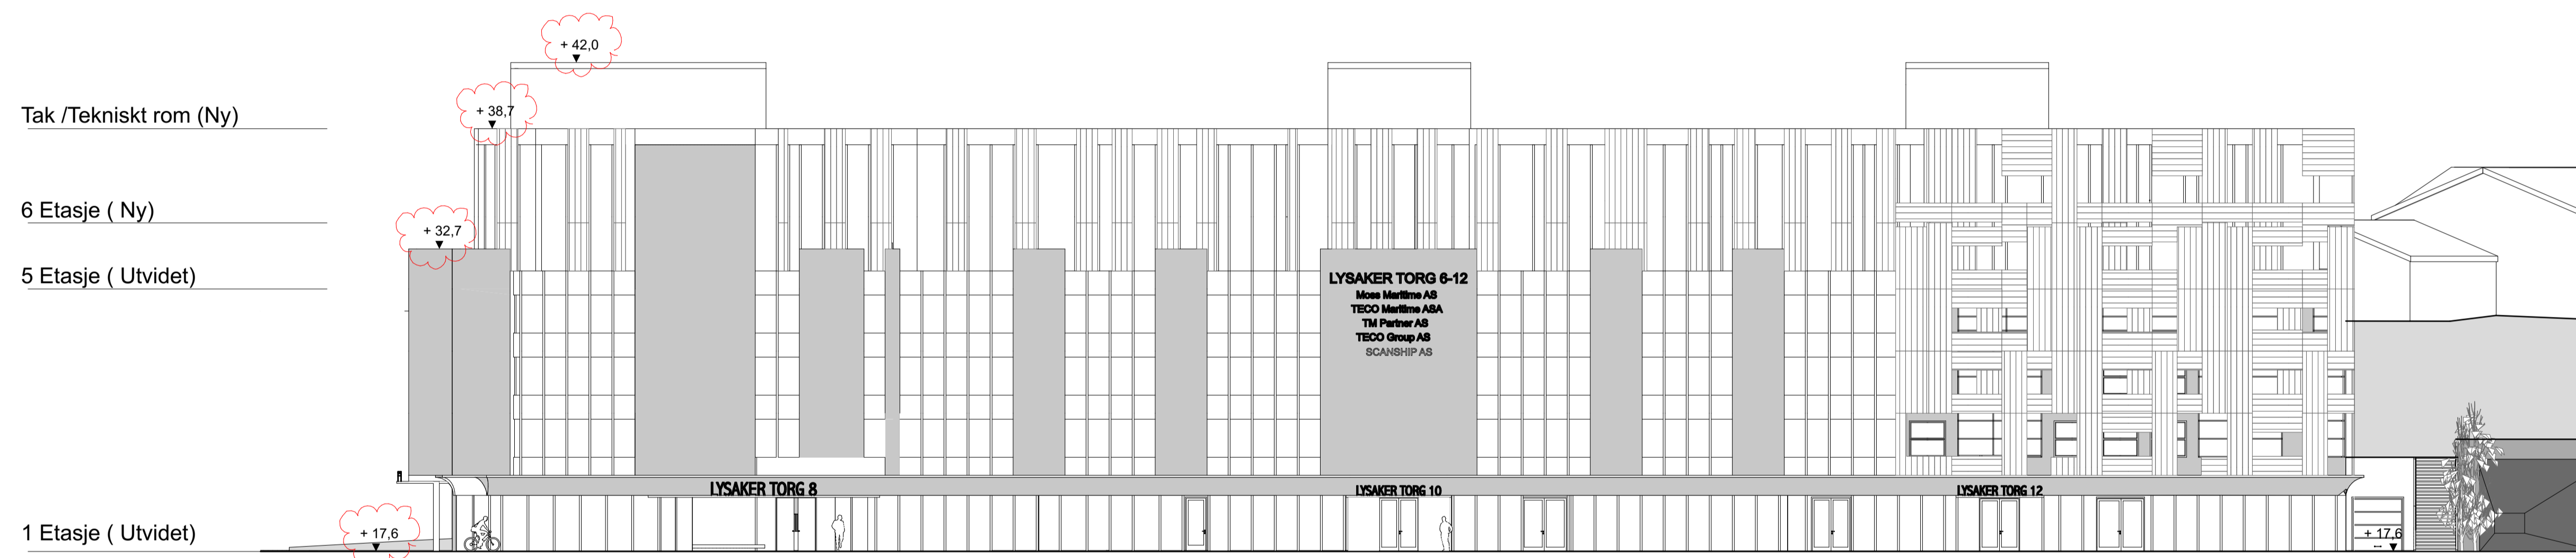 + 42,0
Tak /Tekniskt rom (Ny)
+ 38,7
6 Etasje ( Ny)
+ 32,7
5 Etasje ( Utvidet)
LYSAKER TORG 6-12
Moss Maritime AS
TECO Maritime ASA
TM Partner AS
TECO Group AS
SCANSHIP AS
LYSAKER TORG 8
LYSAKER TORG 10
LYSAKER TORG 12
1 Etasje ( Utvidet)
+ 17,6
+ 17,6